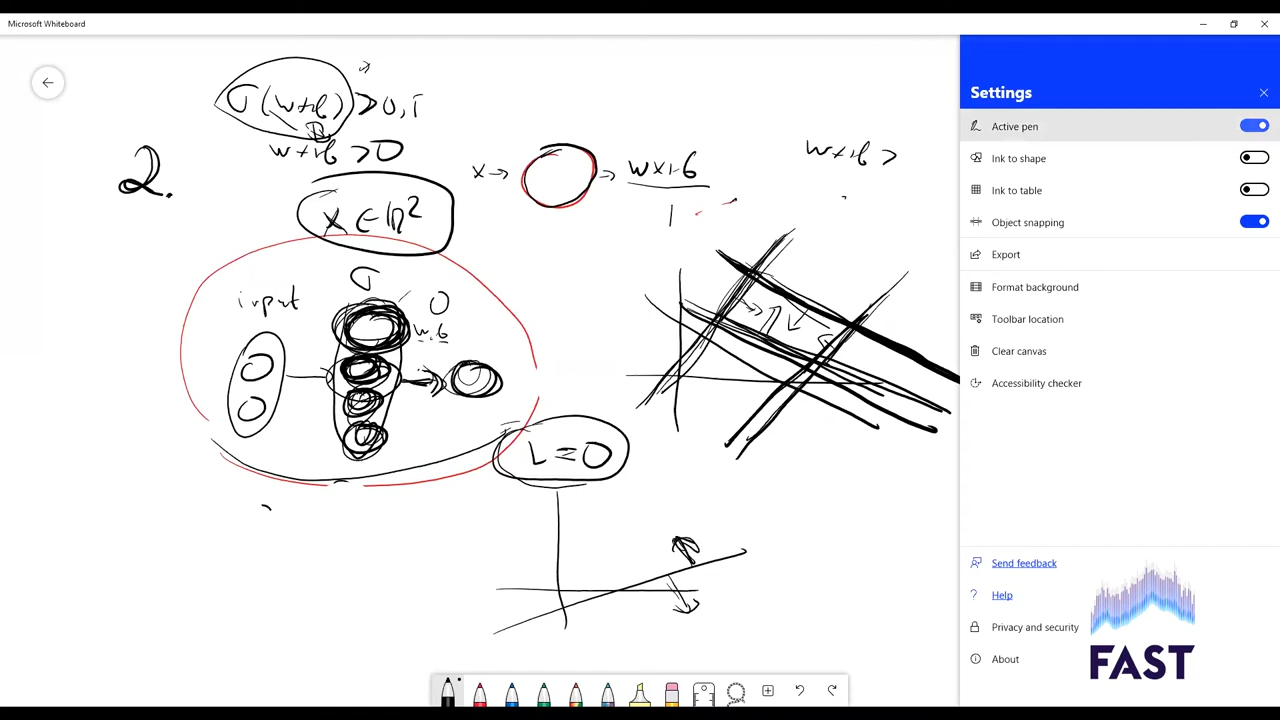 Microsoft Whiteboard
σ(wx+b) > 0,5
wx+b > 0
2.
x ∈ ℝ²
x → → wx+b
1
wx+b >
input
σ
0
w,b
L=0
Settings
Active pen
Ink to shape
Ink to table
Object snapping
Export
Format background
Toolbar location
Clear canvas
Accessibility checker
Send feedback
Help
Privacy and security
About
FAST